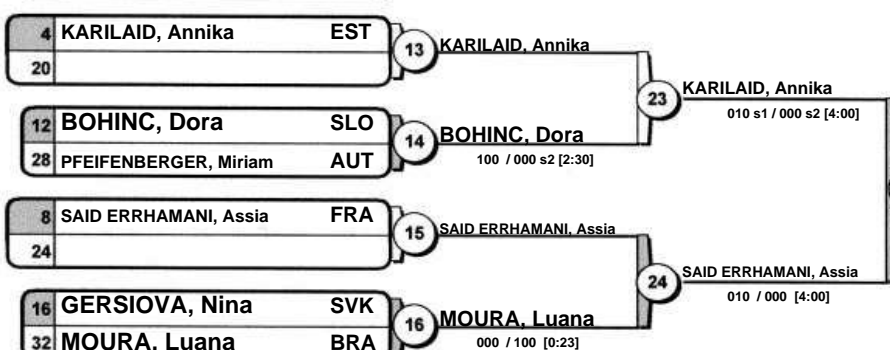 4 KARILAID, Annika EST
20
13 KARILAID, Annika
12 BOHINC, Dora SLO
28 PFEIFENBERGER, Miriam AUT
14 BOHINC, Dora
100 / 000 s2 [2:30]
23 KARILAID, Annika
010 s1 / 000 s2 [4:00]
8 SAID ERRHAMANI, Assia FRA
24
15 SAID ERRHAMANI, Assia
16 GERSIOVA, Nina SVK
32 MOURA, Luana BRA
16 MOURA, Luana
000 / 100 [0:23]
24 SAID ERRHAMANI, Assia
010 / 000 [4:00]